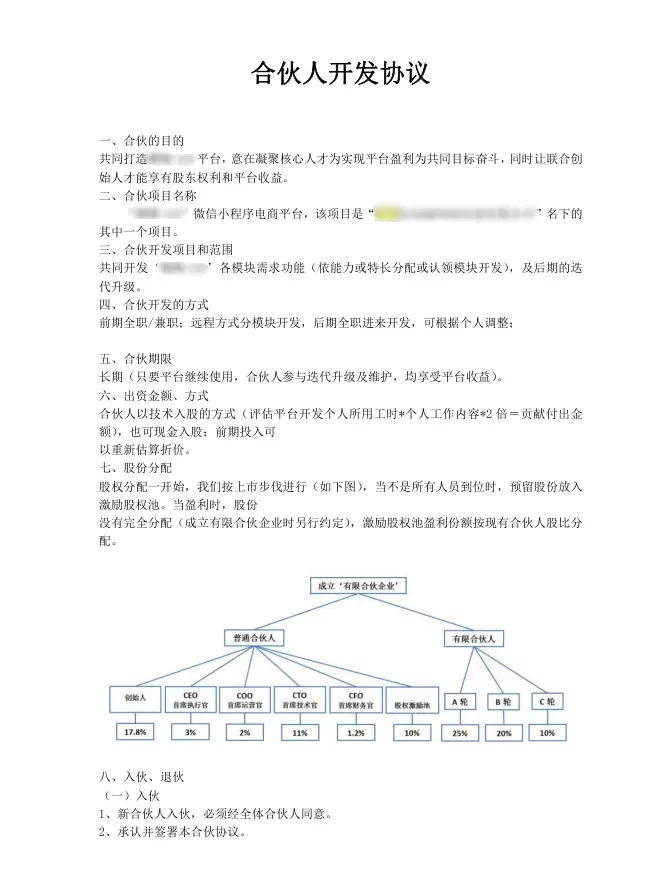 合伙人开发协议
一、合伙的目的
共同打造 平台，意在凝聚核心人才为实现平台盈利为共同目标奋斗，同时让联合创
始人才能享有股东权利和平台收益。
二、合伙项目名称
“ ”微信小程序电商平台，该项目是“ ”名下的
其中一个项目。
三、合伙开发项目和范围
共同开发‘ ’各模块需求功能（依能力或特长分配或认领模块开发），及后期的迭
代升级。
四、合伙开发的方式
前期全职/兼职；远程方式分模块开发，后期全职进来开发，可根据个人调整；
五、合伙期限
长期（只要平台继续使用，合伙人参与迭代升级及维护，均享受平台收益）。
六、出资金额、方式
合伙人以技术入股的方式（评估平台开发个人所用工时*个人工作内容*2 倍＝贡献付出金
额），也可现金入股；前期投入可
以重新估算折价。
七、股份分配
股权分配一开始，我们按上市步伐进行（如下图），当不是所有人员到位时，预留股份放入
激励股权池。当盈利时，股份
没有完全分配（成立有限合伙企业时另行约定），激励股权池盈利份额按现有合伙人股比分
配。
成立‘有限合伙企业’
普通合伙人
有限合伙人
创始人
CEO
首席执行官
COO
首席运营官
CTO
首席技术官
CFO
首席财务官
股权激励池
A 轮
B 轮
C 轮
17.8%
3%
2%
11%
1.2%
10%
25%
20%
10%
八、入伙、退伙
（一）入伙
1、新合伙人入伙，必须经全体合伙人同意。
2、承认并签署本合伙协议。